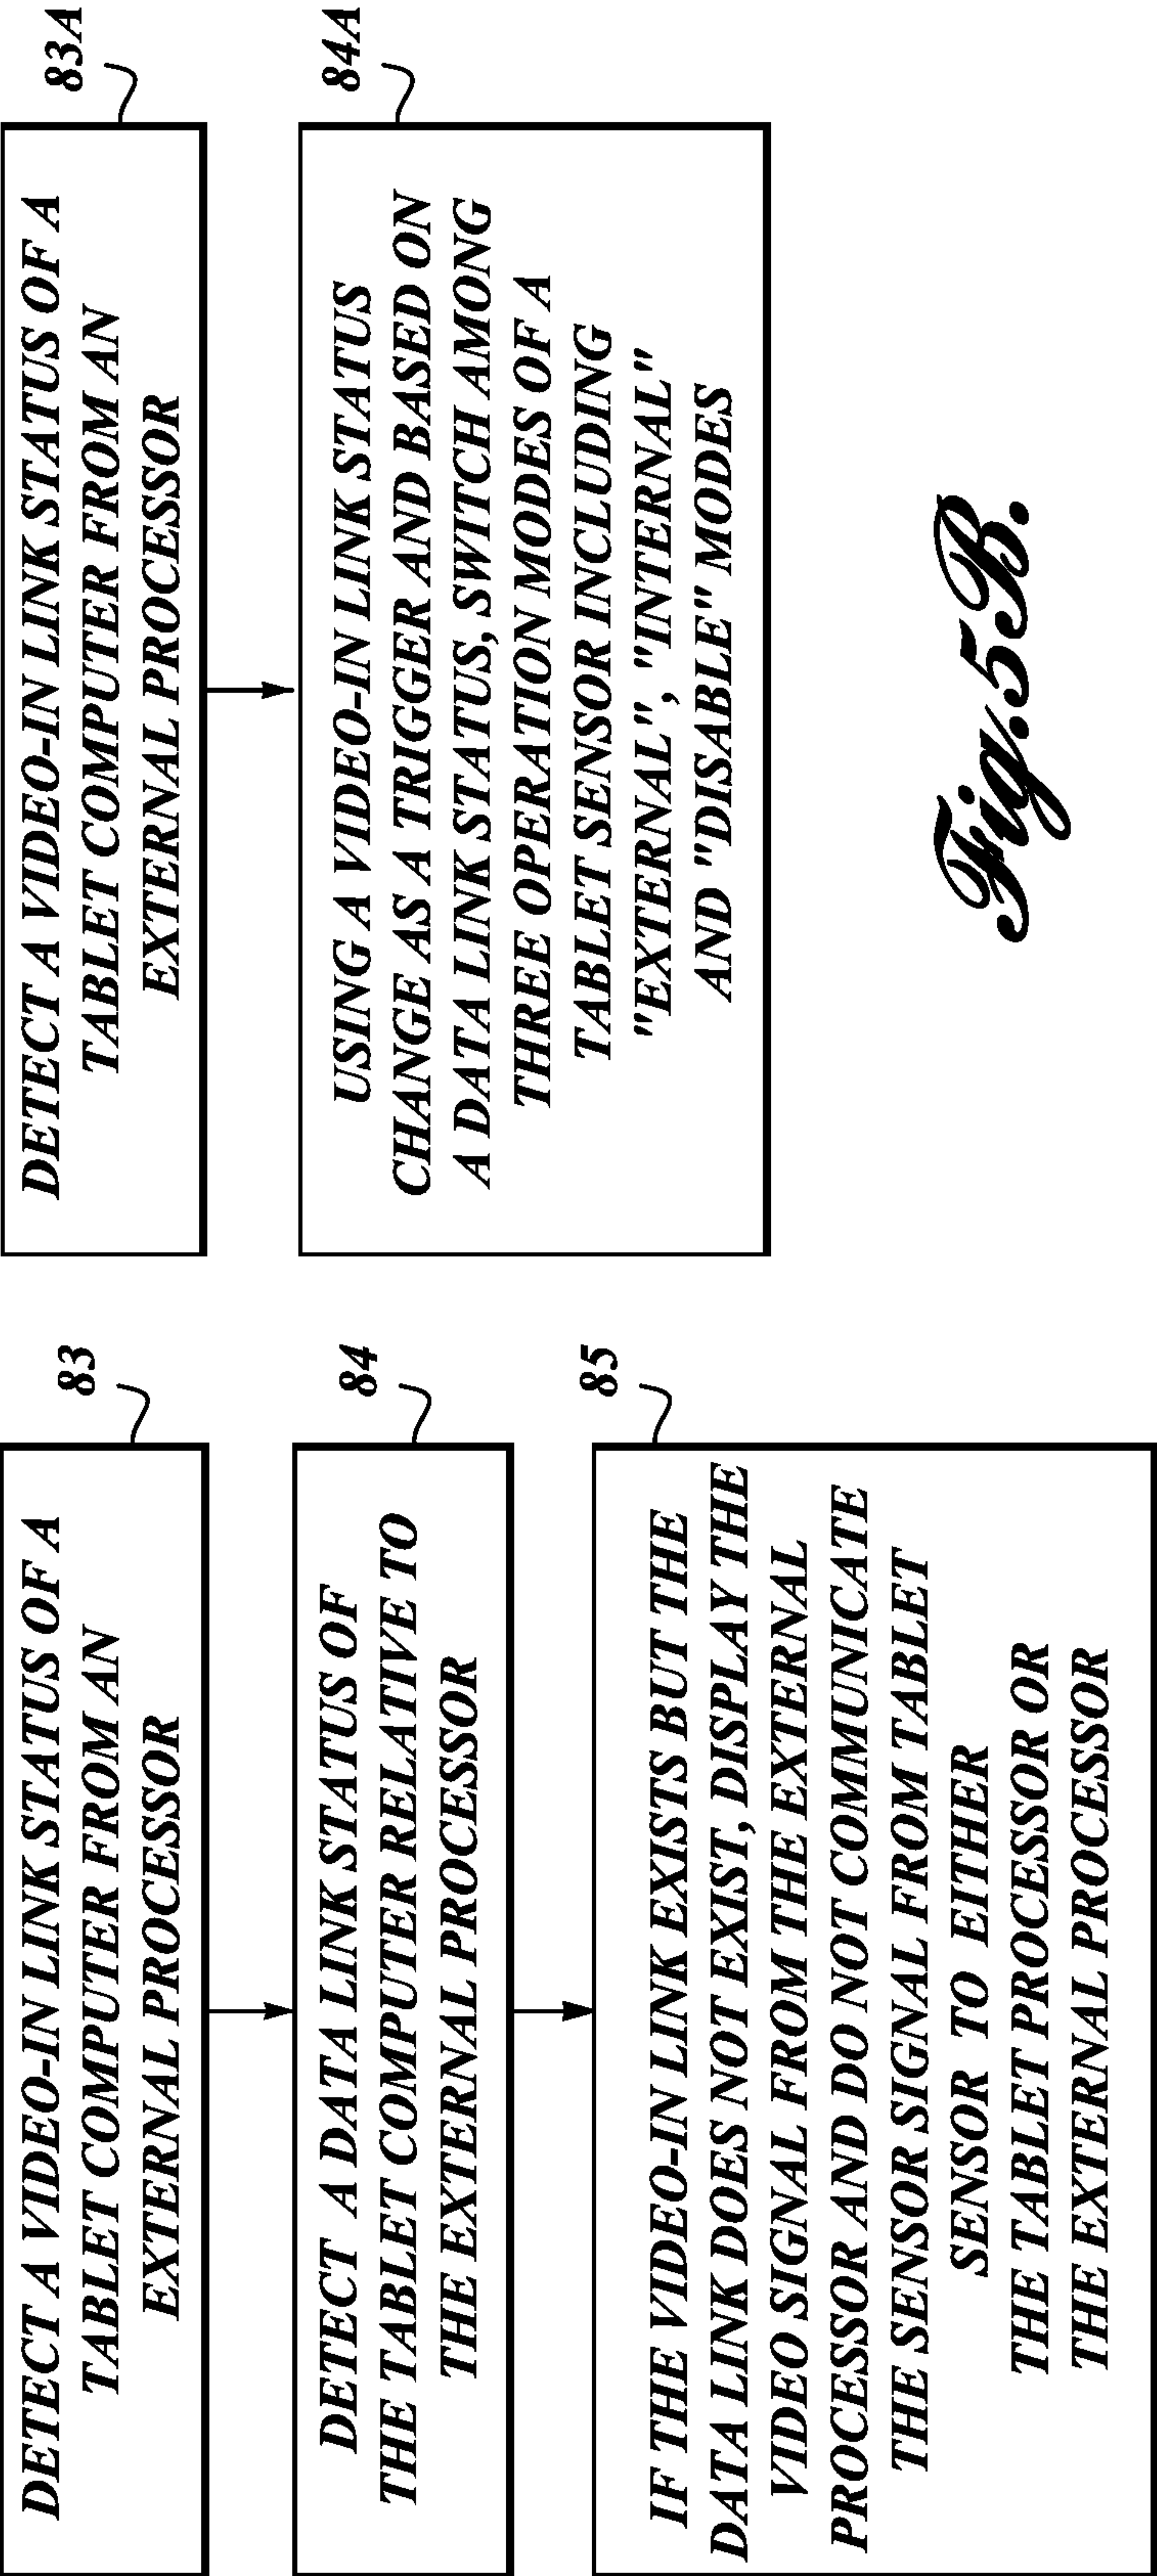 83
DETECT A VIDEO-IN LINK STATUS OF A
TABLET COMPUTER FROM AN
EXTERNAL PROCESSOR
84
DETECT A DATA LINK STATUS OF
THE TABLET COMPUTER RELATIVE TO
THE EXTERNAL PROCESSOR
85
IF THE VIDEO-IN LINK EXISTS BUT THE
DATA LINK DOES NOT EXIST, DISPLAY THE
VIDEO SIGNAL FROM THE EXTERNAL
PROCESSOR AND DO NOT COMMUNICATE
THE SENSOR SIGNAL FROM TABLET
SENSOR TO EITHER
THE TABLET PROCESSOR OR
THE EXTERNAL PROCESSOR
83A
DETECT A VIDEO-IN LINK STATUS OF A
TABLET COMPUTER FROM AN
EXTERNAL PROCESSOR
84A
USING A VIDEO-IN LINK STATUS
CHANGE AS A TRIGGER AND BASED ON
A DATA LINK STATUS, SWITCH AMONG
THREE OPERATION MODES OF A
TABLET SENSOR INCLUDING
"EXTERNAL", "INTERNAL"
AND "DISABLE" MODES
Fig.5B.